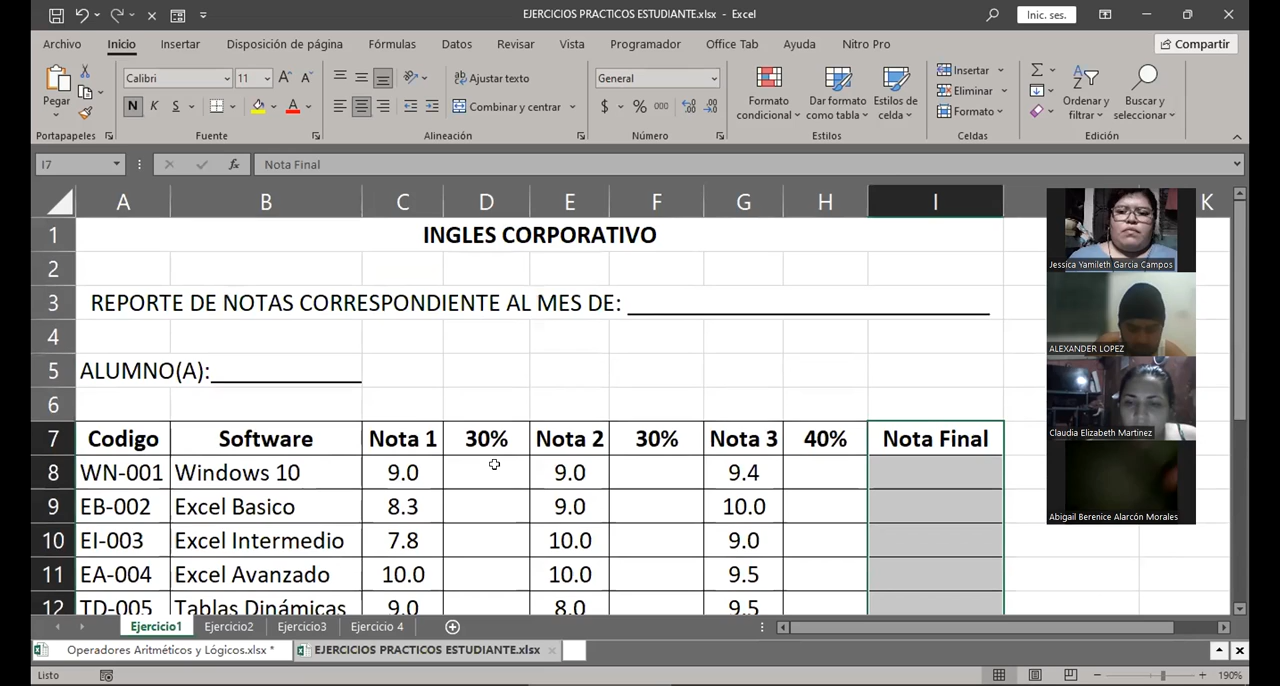 EJERCICIOS PRACTICOS ESTUDIANTE.xlsx - Excel
Inic. ses.
Archivo Inicio Insertar Disposición de página Fórmulas Datos Revisar Vista Programador Office Tab Ayuda Nitro Pro Compartir
Pegar
Calibri 11
N K S
Ajustar texto
Combinar y centrar
General
$ % 000
Formato condicional
Dar formato como tabla
Estilos de celda
Insertar
Eliminar
Formato
Ordenar y filtrar
Buscar y seleccionar
Portapapeles Fuente Alineación Número Estilos Celdas Edición
I7 fx Nota Final
A B C D E F G H I K
1 INGLES CORPORATIVO
2
3 REPORTE DE NOTAS CORRESPONDIENTE AL MES DE: ____________________
4
5 ALUMNO(A):____________
6
7 Codigo Software Nota 1 30% Nota 2 30% Nota 3 40% Nota Final
8 WN-001 Windows 10 9.0 9.0 9.4
9 EB-002 Excel Basico 8.3 9.0 10.0
10 EI-003 Excel Intermedio 7.8 10.0 9.0
11 EA-004 Excel Avanzado 10.0 10.0 9.5
12 TD-005 Tablas Dinámicas 9.0 8.0 9.5
Jessica Yamileth Garcia Campos
ALEXANDER LOPEZ
Claudia Elizabeth Martinez
Abigail Berenice Alarcón Morales
Ejercicio1 Ejercicio2 Ejercicio3 Ejercicio 4
Operadores Aritméticos y Lógicos.xlsx * EJERCICIOS PRACTICOS ESTUDIANTE.xlsx
Listo 190%